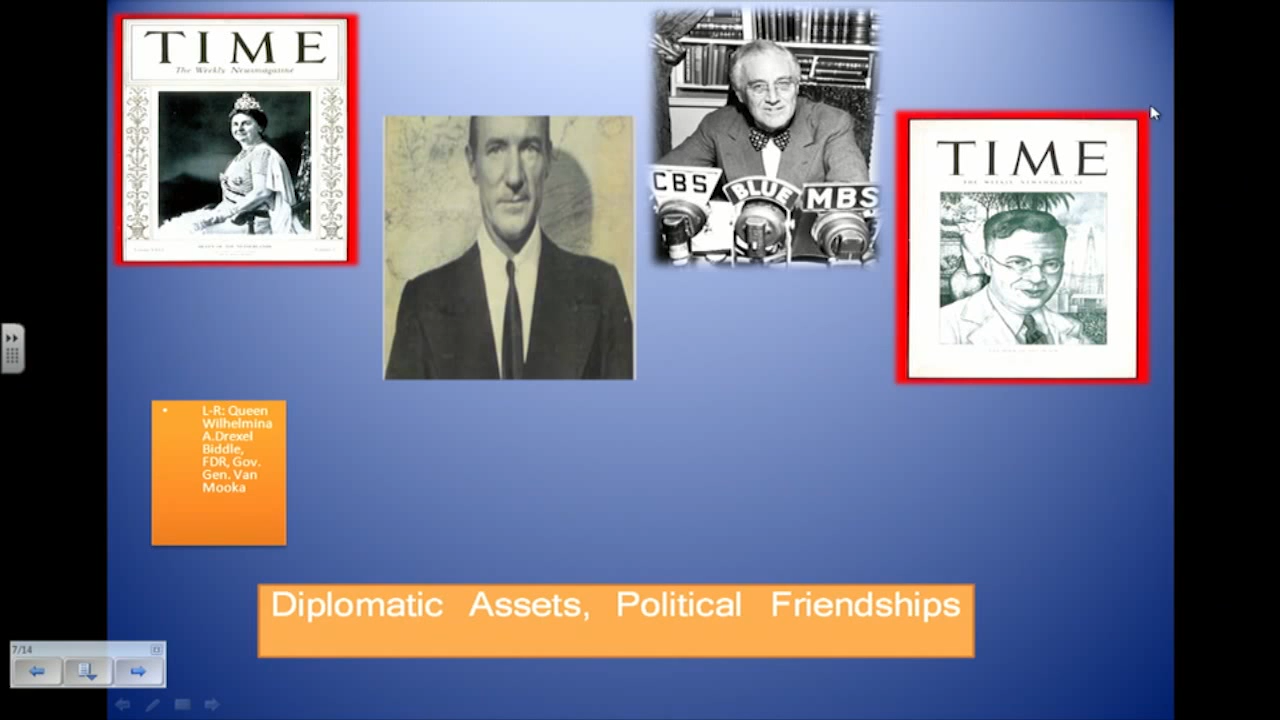 TIME
The Weekly Newsmagazine
CBS
BLUE
MBS
TIME
THE WEEKLY NEWSMAGAZINE
• L-R: Queen
Wilhelmina
A.Drexel
Biddle,
FDR, Gov.
Gen. Van
Mooka
Diplomatic Assets, Political Friendships
7/14